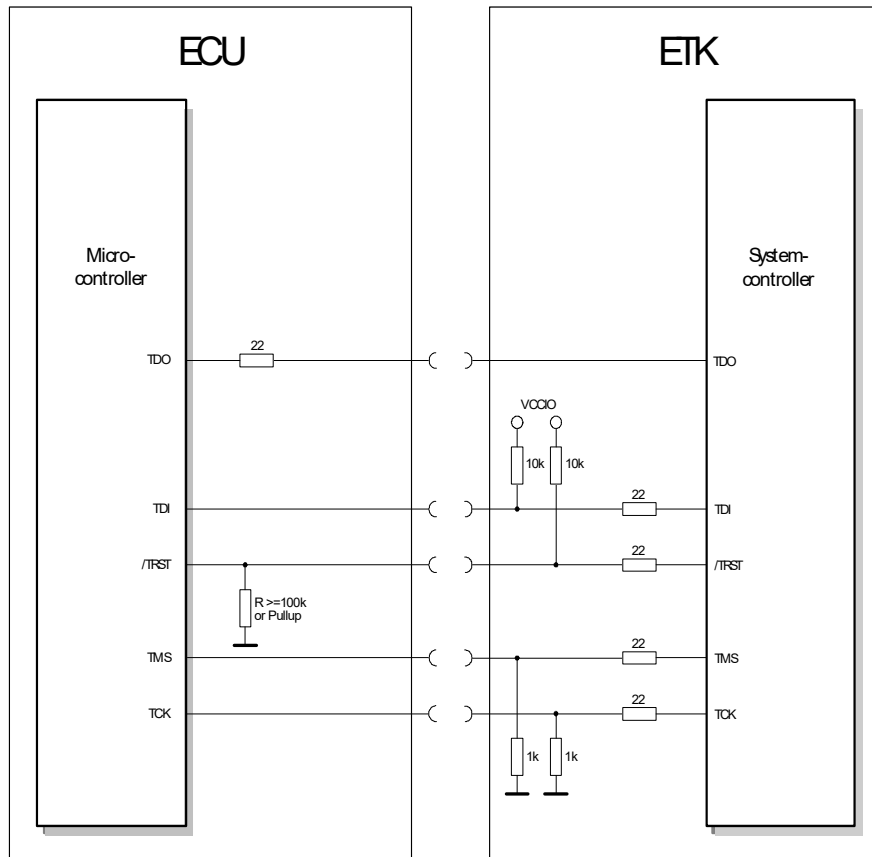 ECU
ETK
Micro-
controller
System-
controller
TDO
22
TDO
VCCIO
10k
10k
TDI
22
TDI
/TRST
22
/TRST
R >=100k
or Pullup
TMS
22
TMS
TCK
22
TCK
1k
1k